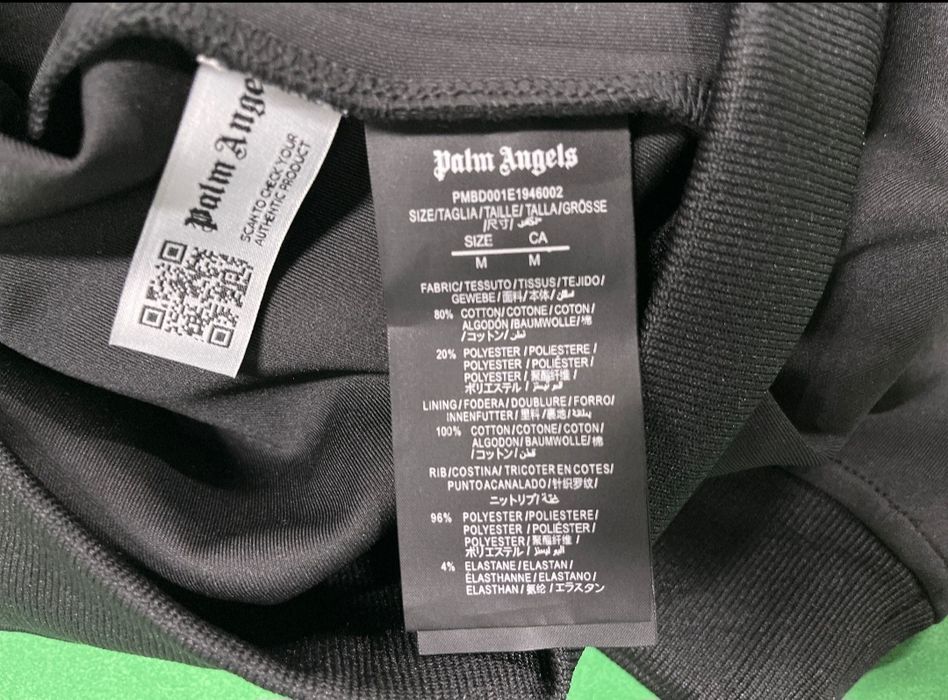 Palm Angels
SCAN TO CHECK YOUR
AUTHENTIC PRODUCT
Palm Angels
PMBD001E1946002
SIZE/TAGLIA/TAILLE/TALLA/GRÖSSE
/尺寸/
SIZE CA
M M
FABRIC/TESSUTO/TISSUS/TEJIDO/
GEWEBE/面料/本体/
80% COTTON/COTONE/COTON/
ALGODÓN/BAUMWOLLE/棉
/コットン/قطن
20% POLYESTER/POLIESTERE/
POLYESTER/POLIÉSTER/
POLYESTER/聚酯纤维/
ポリエステル/
LINING/FODERA/DOUBLURE/FORRO/
INNENFUTTER/里料/裏地/
100% COTTON/COTONE/COTON/
ALGODON/BAUMWOLLE/棉
/コットン/قطن
RIB/COSTINA/TRICOTER EN COTES/
PUNTO ACANALADO/针织罗纹/
ニットリブ/
96% POLYESTER/POLIESTERE/
POLYESTER/POLIÉSTER/
POLYESTER/聚酯纤维/
ポリエステル/
4% ELASTANE/ELASTAN/
ÉLASTHANNE/ELASTANO/
ELASTHAN/氨纶/エラスタン